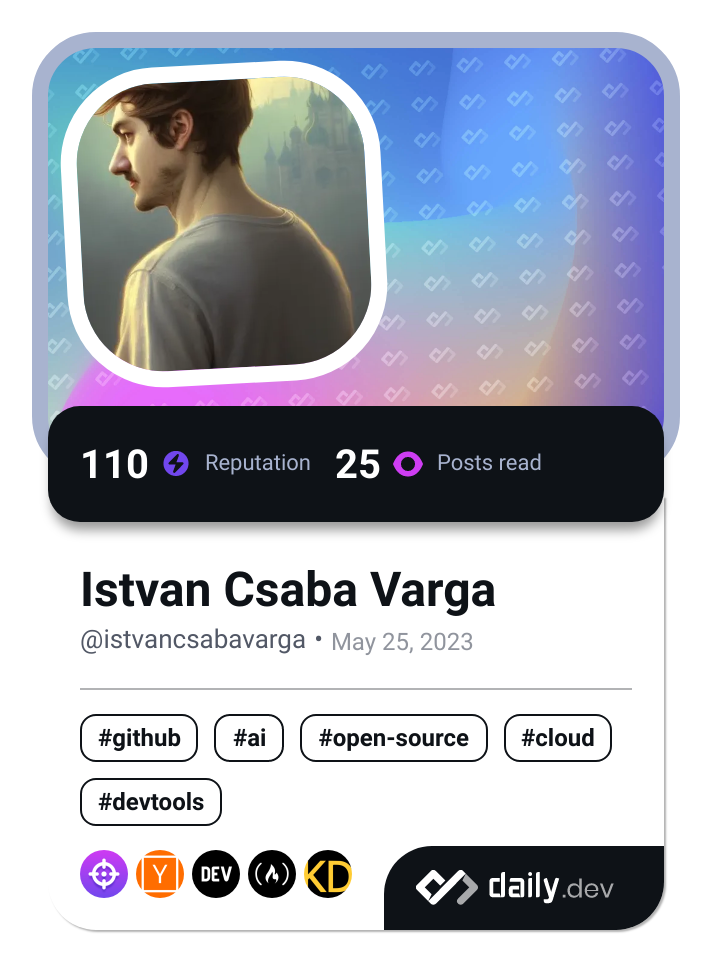 110 Reputation 25 Posts read
Istvan Csaba Varga
@istvancsabavarga • May 25, 2023
#github #ai #open-source #cloud
#devtools
Y DEV KD daily.dev